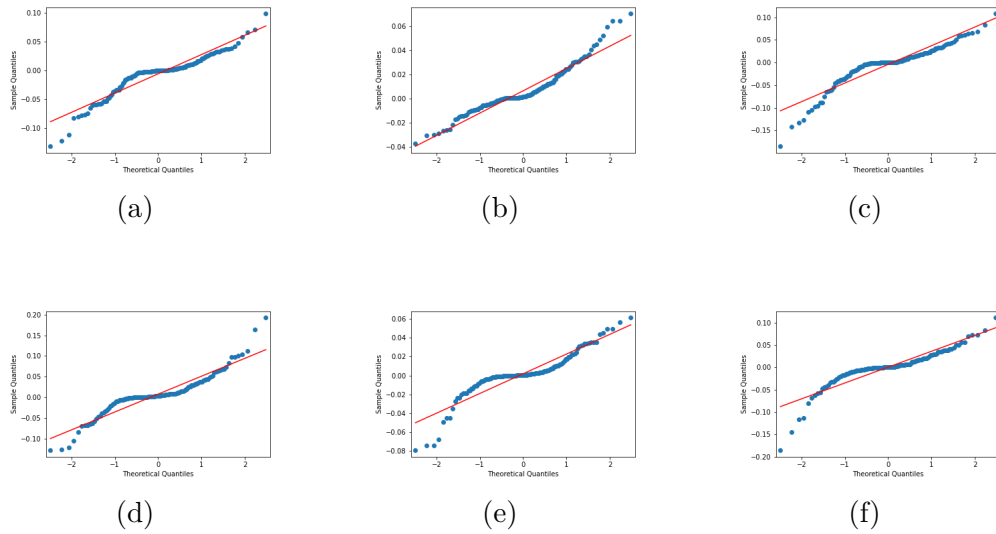 0.10
0.05
0.00
−0.05
−0.10
Sample Quantiles
−2 −1 0 1 2
Theoretical Quantiles
(a)
0.06
0.04
0.02
0.00
−0.02
−0.04
Sample Quantiles
−2 −1 0 1 2
Theoretical Quantiles
(b)
0.10
0.05
0.00
−0.05
−0.10
−0.15
Sample Quantiles
−2 −1 0 1 2
Theoretical Quantiles
(c)
0.20
0.15
0.10
0.05
0.00
−0.05
−0.10
Sample Quantiles
−2 −1 0 1 2
Theoretical Quantiles
(d)
0.06
0.04
0.02
0.00
−0.02
−0.04
−0.06
−0.08
Sample Quantiles
−2 −1 0 1 2
Theoretical Quantiles
(e)
0.10
0.05
0.00
−0.05
−0.10
−0.15
−0.20
Sample Quantiles
−2 −1 0 1 2
Theoretical Quantiles
(f)